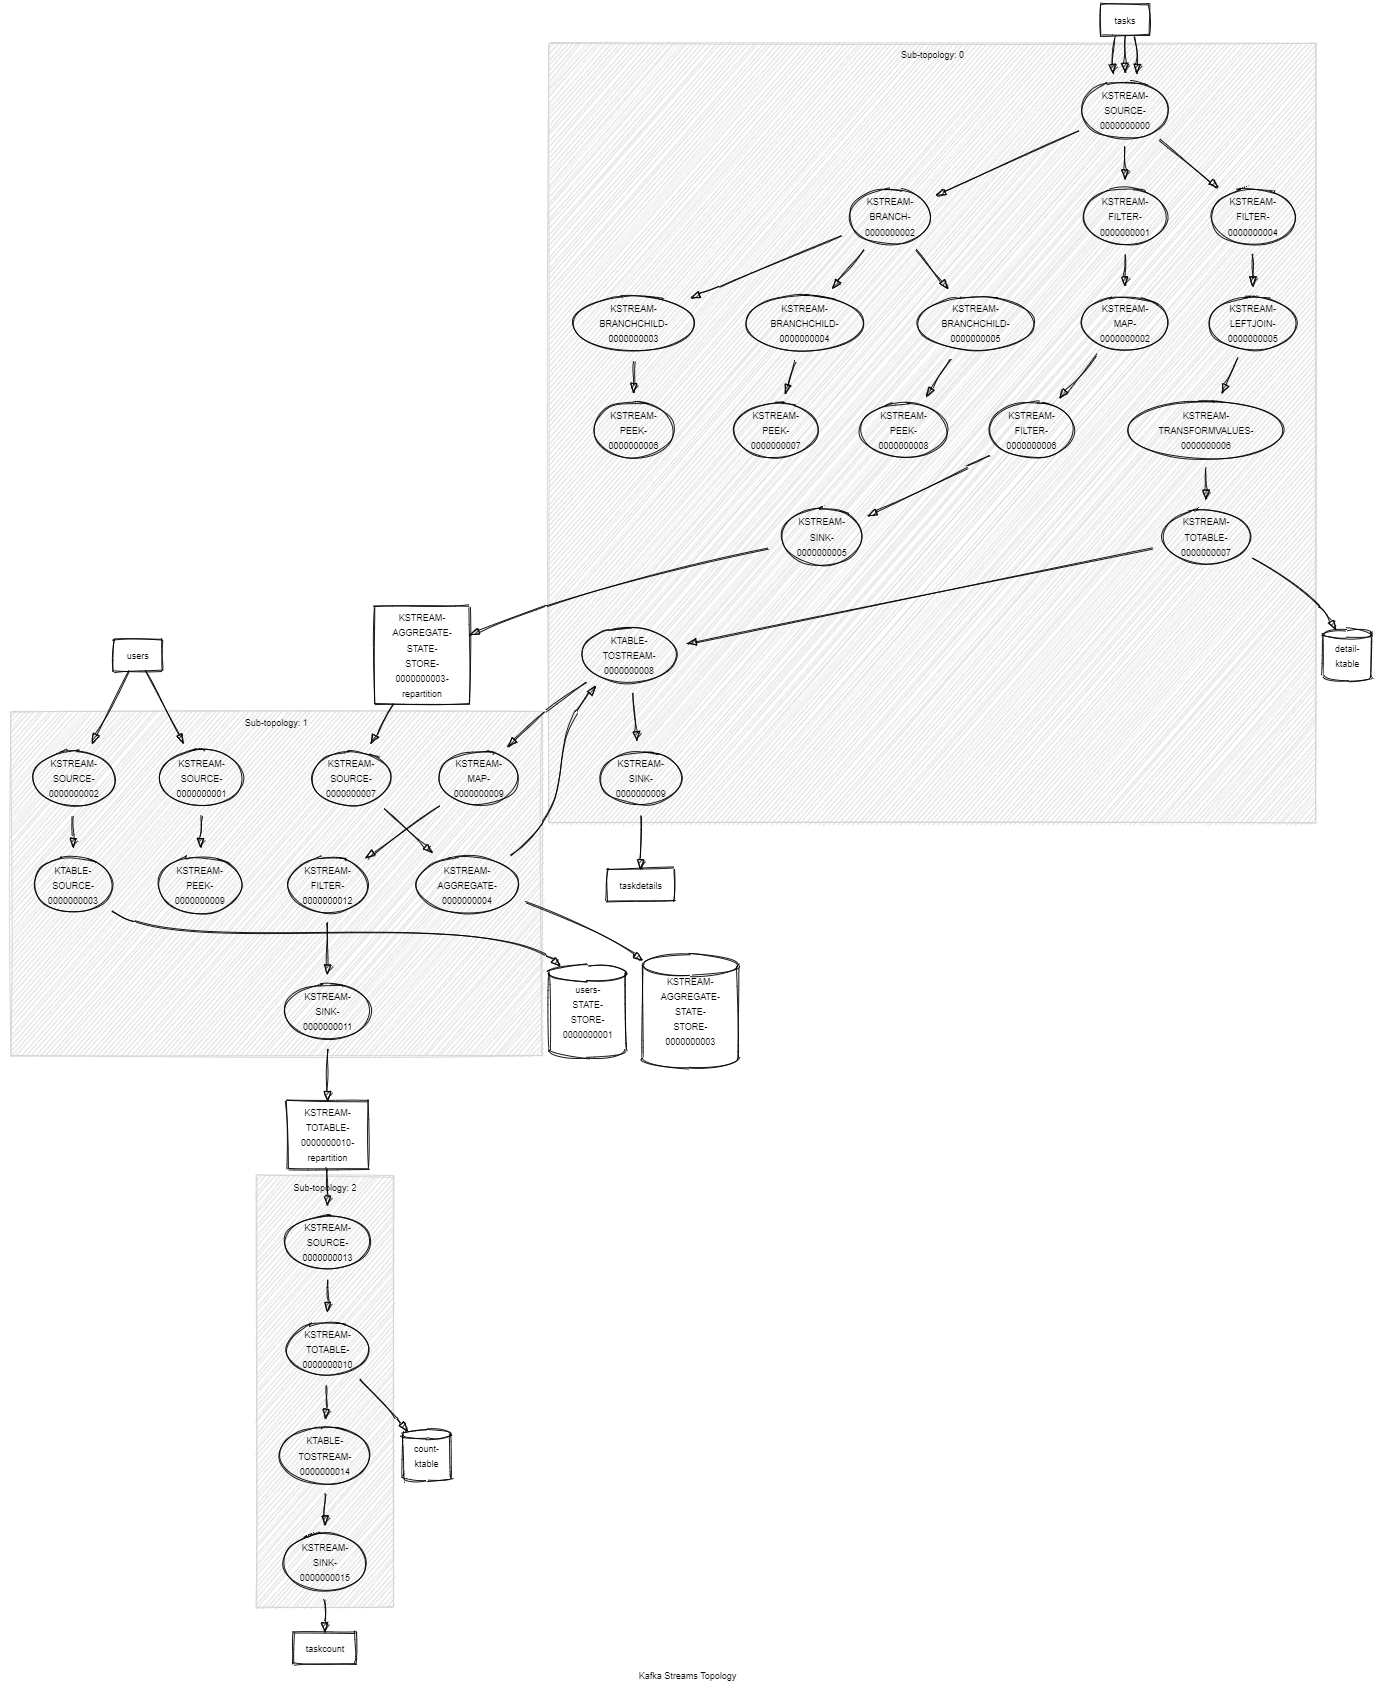 tasks
Sub-topology: 0
KSTREAM-
SOURCE-
0000000000
KSTREAM-
BRANCH-
0000000002
KSTREAM-
FILTER-
0000000001
KSTREAM-
FILTER-
0000000004
KSTREAM-
BRANCHCHILD-
0000000003
KSTREAM-
BRANCHCHILD-
0000000004
KSTREAM-
BRANCHCHILD-
0000000005
KSTREAM-
MAP-
0000000002
KSTREAM-
LEFTJOIN-
0000000005
KSTREAM-
PEEK-
0000000006
KSTREAM-
PEEK-
0000000007
KSTREAM-
PEEK-
0000000008
KSTREAM-
FILTER-
0000000006
KSTREAM-
TRANSFORMVALUES-
0000000006
KSTREAM-
SINK-
0000000005
KSTREAM-
TOTABLE-
0000000007
KSTREAM-
AGGREGATE-
STATE-
STORE-
0000000003-
repartition
users
KTABLE-
TOSTREAM-
0000000008
detail-
ktable
Sub-topology: 1
KSTREAM-
SOURCE-
0000000002
KSTREAM-
SOURCE-
0000000001
KSTREAM-
SOURCE-
0000000007
KSTREAM-
MAP-
0000000009
KSTREAM-
SINK-
0000000009
KTABLE-
SOURCE-
0000000003
KSTREAM-
PEEK-
0000000009
KSTREAM-
FILTER-
0000000012
KSTREAM-
AGGREGATE-
0000000004
taskdetails
KSTREAM-
SINK-
0000000011
users-
STATE-
STORE-
0000000001
KSTREAM-
AGGREGATE-
STATE-
STORE-
0000000003
KSTREAM-
TOTABLE-
0000000010-
repartition
Sub-topology: 2
KSTREAM-
SOURCE-
0000000013
KSTREAM-
TOTABLE-
0000000010
KTABLE-
TOSTREAM-
0000000014
count-
ktable
KSTREAM-
SINK-
0000000015
taskcount
Kafka Streams Topology